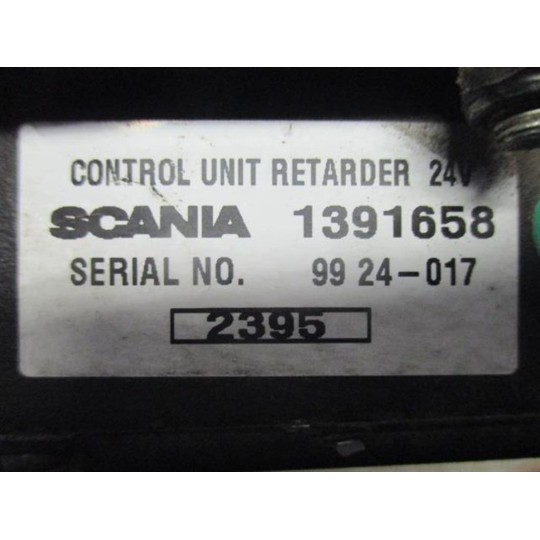 CONTROL UNIT RETARDER 24V
SCANIA 1391658
SERIAL NO. 99 24-017
2395